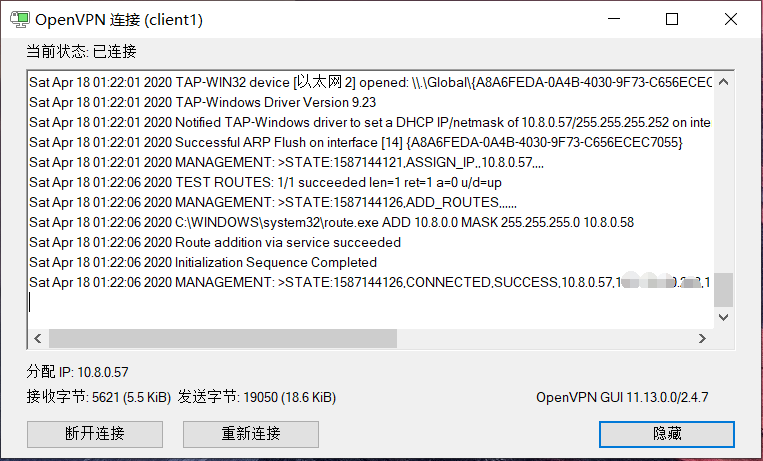 OpenVPN 连接 (client1)
当前状态: 已连接
Sat Apr 18 01:22:01 2020 TAP-WIN32 device [以太网 2] opened: \\.\Global\{A8A6FEDA-0A4B-4030-9F73-C656ECEC
Sat Apr 18 01:22:01 2020 TAP-Windows Driver Version 9.23
Sat Apr 18 01:22:01 2020 Notified TAP-Windows driver to set a DHCP IP/netmask of 10.8.0.57/255.255.255.252 on inte
Sat Apr 18 01:22:01 2020 Successful ARP Flush on interface [14] {A8A6FEDA-0A4B-4030-9F73-C656ECEC7055}
Sat Apr 18 01:22:01 2020 MANAGEMENT: >STATE:1587144121,ASSIGN_IP,,10.8.0.57,,,,
Sat Apr 18 01:22:06 2020 TEST ROUTES: 1/1 succeeded len=1 ret=1 a=0 u/d=up
Sat Apr 18 01:22:06 2020 MANAGEMENT: >STATE:1587144126,ADD_ROUTES,,,,,,
Sat Apr 18 01:22:06 2020 C:\WINDOWS\system32\route.exe ADD 10.8.0.0 MASK 255.255.255.0 10.8.0.58
Sat Apr 18 01:22:06 2020 Route addition via service succeeded
Sat Apr 18 01:22:06 2020 Initialization Sequence Completed
Sat Apr 18 01:22:06 2020 MANAGEMENT: >STATE:1587144126,CONNECTED,SUCCESS,10.8.0.57,
分配 IP: 10.8.0.57
接收字节: 5621 (5.5 KiB) 发送字节: 19050 (18.6 KiB) OpenVPN GUI 11.13.0.0/2.4.7
断开连接 重新连接 隐藏